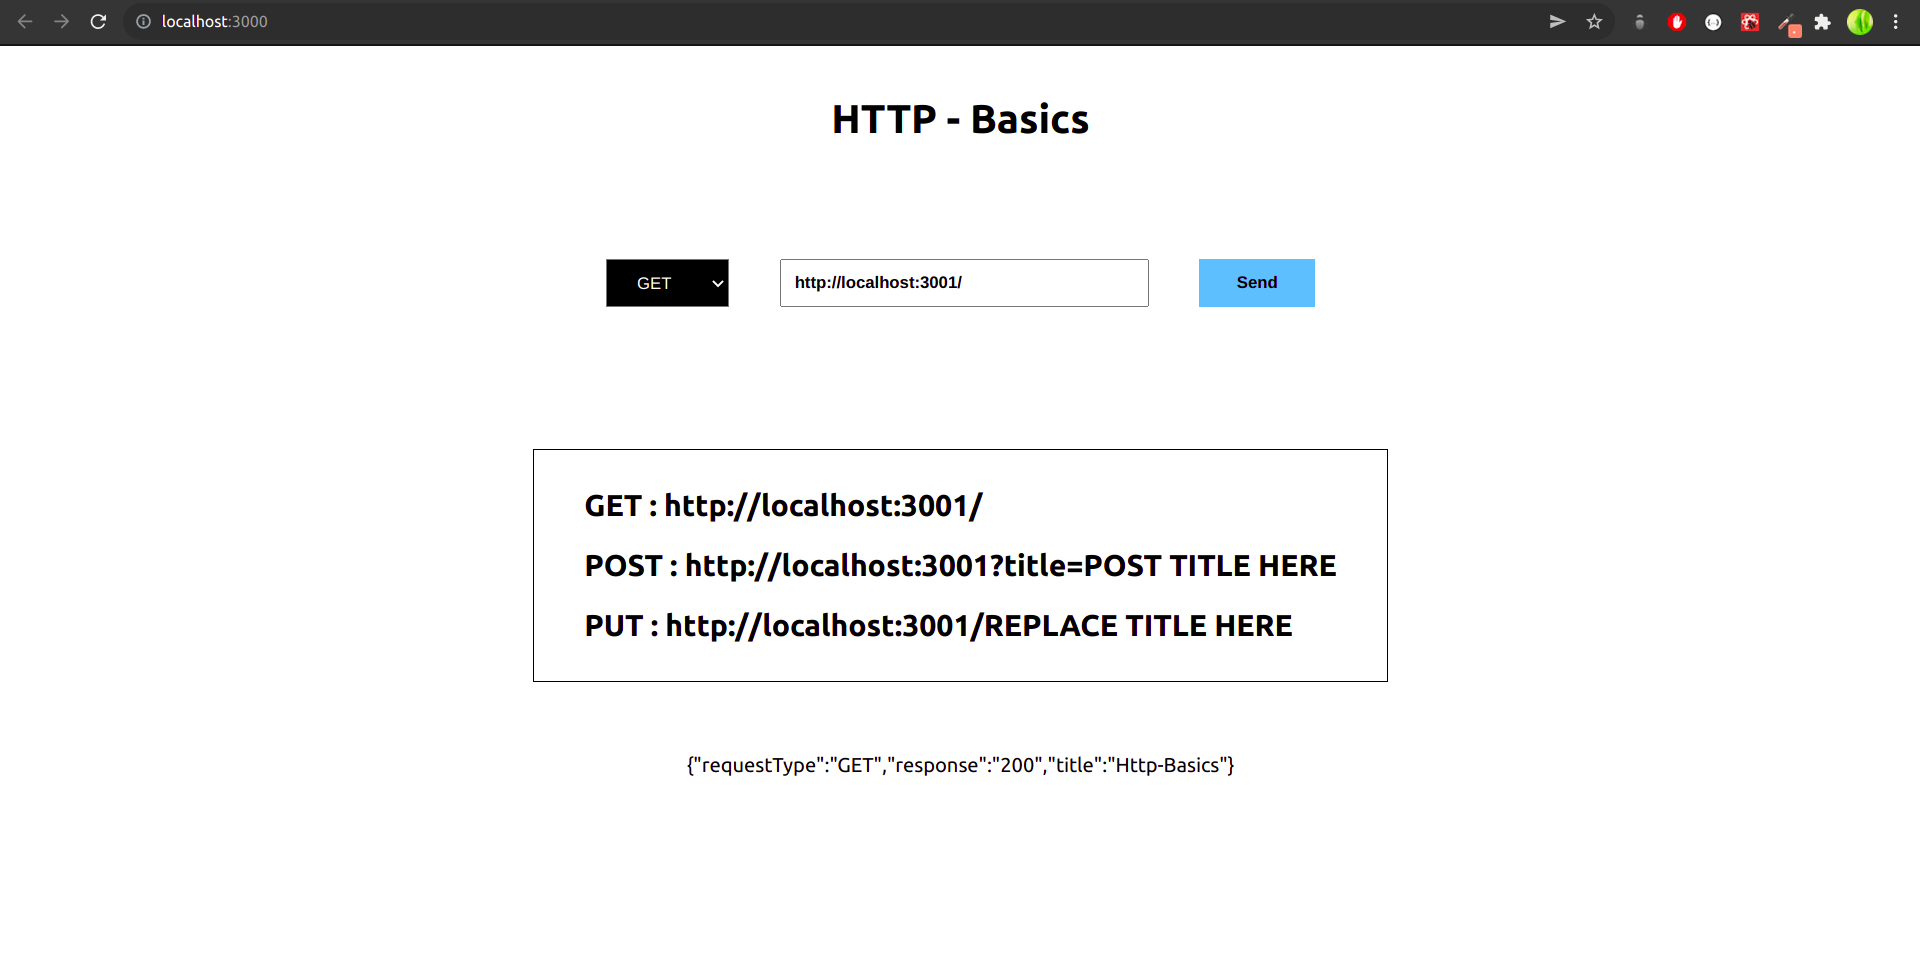 localhost:3000
HTTP - Basics
GET http://localhost:3001/ Send
GET : http://localhost:3001/
POST : http://localhost:3001?title=POST TITLE HERE
PUT : http://localhost:3001/REPLACE TITLE HERE
{"requestType":"GET","response":"200","title":"Http-Basics"}